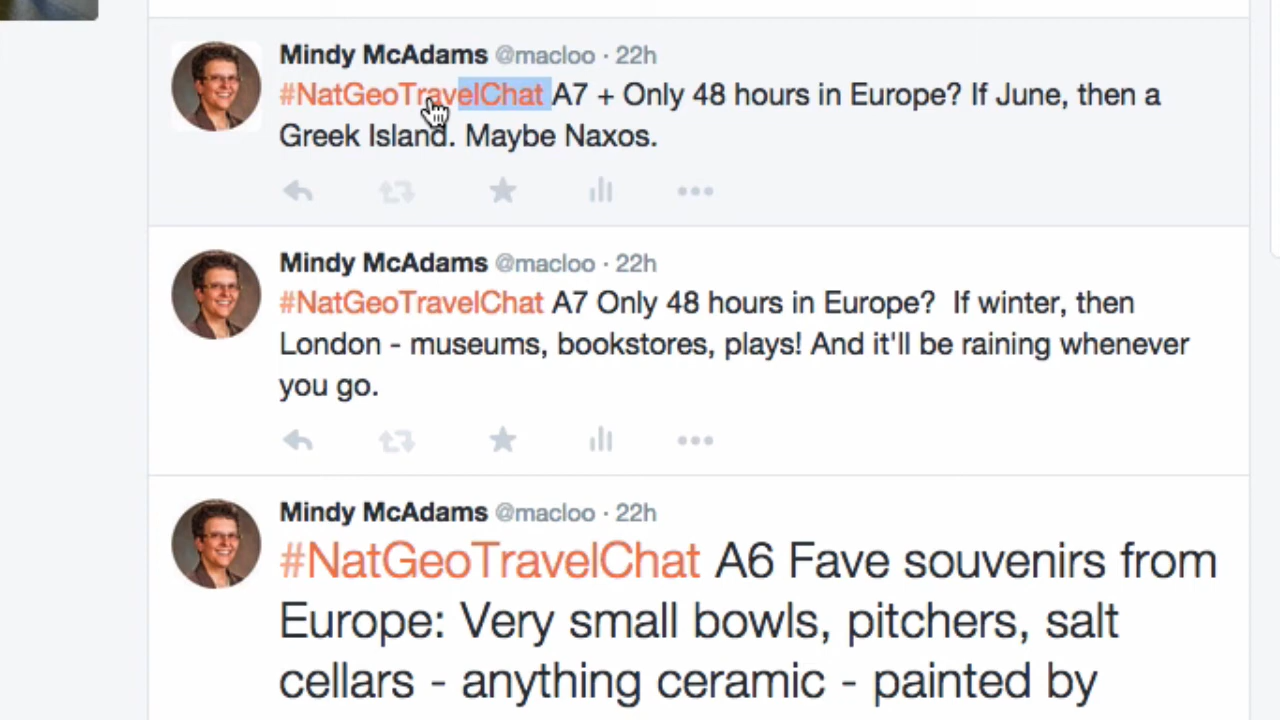 Mindy McAdams @macloo · 22h
#NatGeoTravelChat A7 + Only 48 hours in Europe? If June, then a
Greek Island. Maybe Naxos.
Mindy McAdams @macloo · 22h
#NatGeoTravelChat A7 Only 48 hours in Europe?  If winter, then
London - museums, bookstores, plays! And it'll be raining whenever
you go.
Mindy McAdams @macloo · 22h
#NatGeoTravelChat A6 Fave souvenirs from
Europe: Very small bowls, pitchers, salt
cellars - anything ceramic - painted by